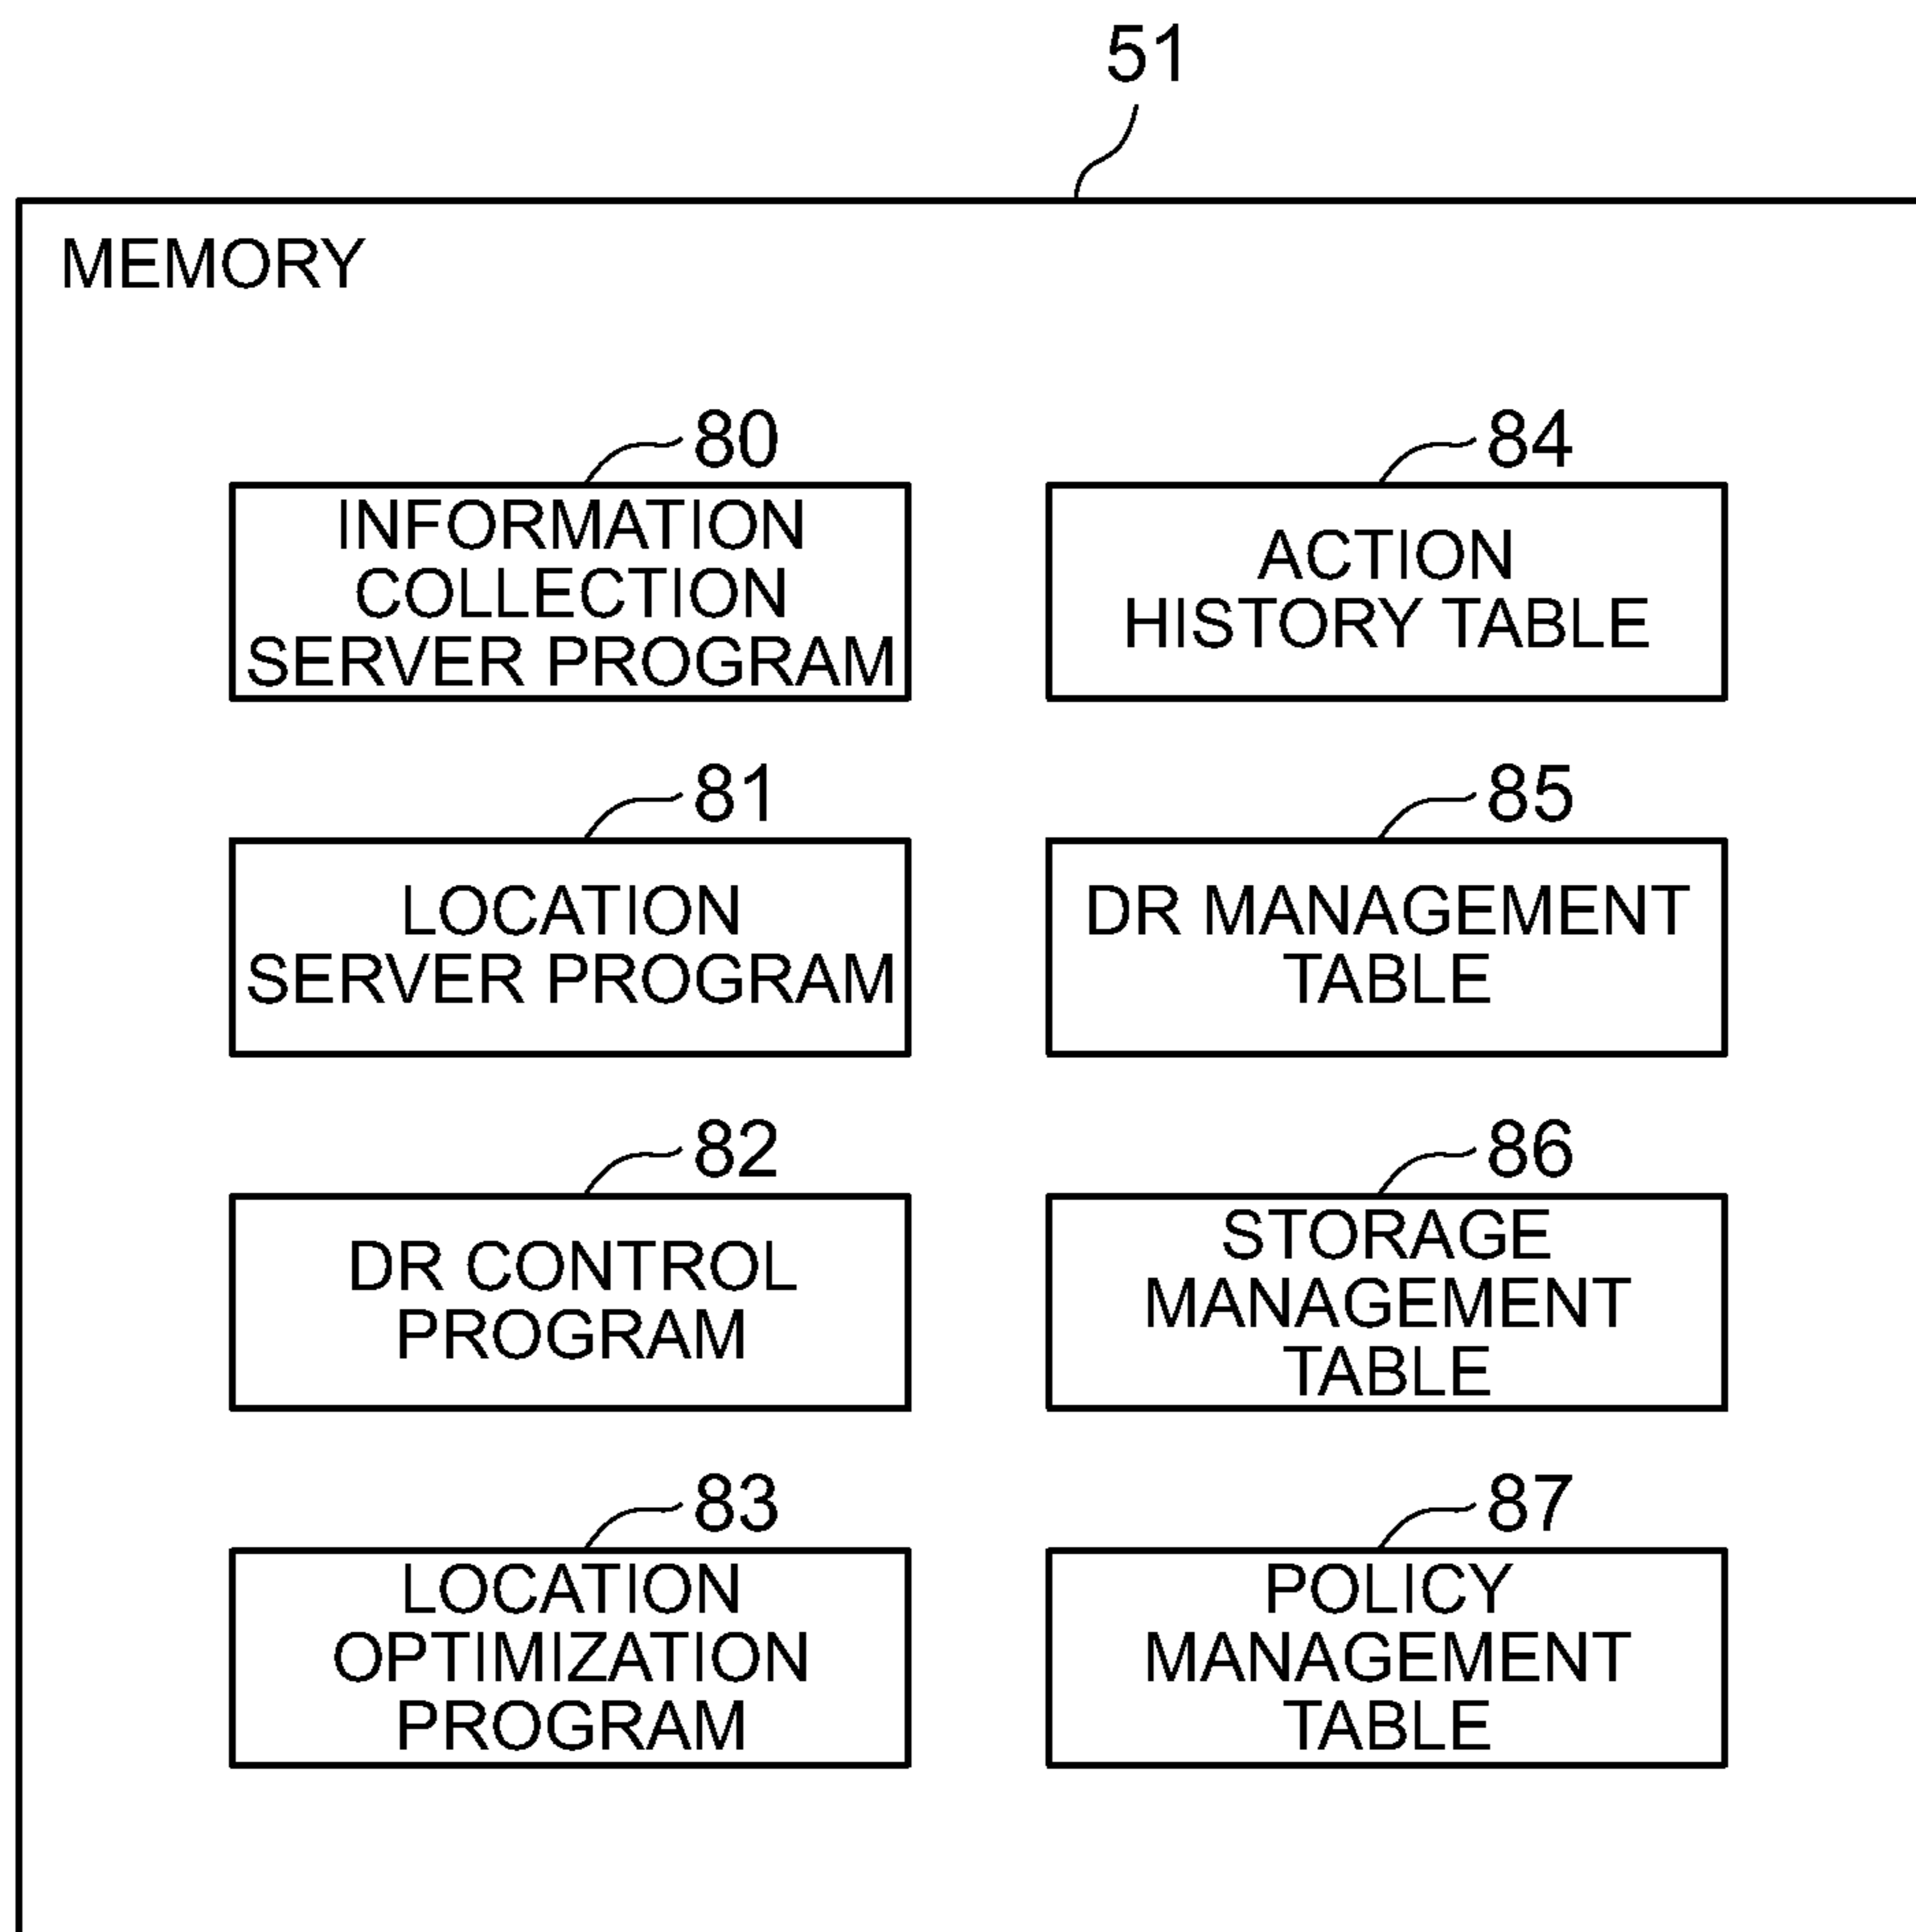 51
MEMORY
80
INFORMATION
COLLECTION
SERVER PROGRAM
84
ACTION
HISTORY TABLE
81
LOCATION
SERVER PROGRAM
85
DR MANAGEMENT
TABLE
82
DR CONTROL
PROGRAM
86
STORAGE
MANAGEMENT
TABLE
83
LOCATION
OPTIMIZATION
PROGRAM
87
POLICY
MANAGEMENT
TABLE